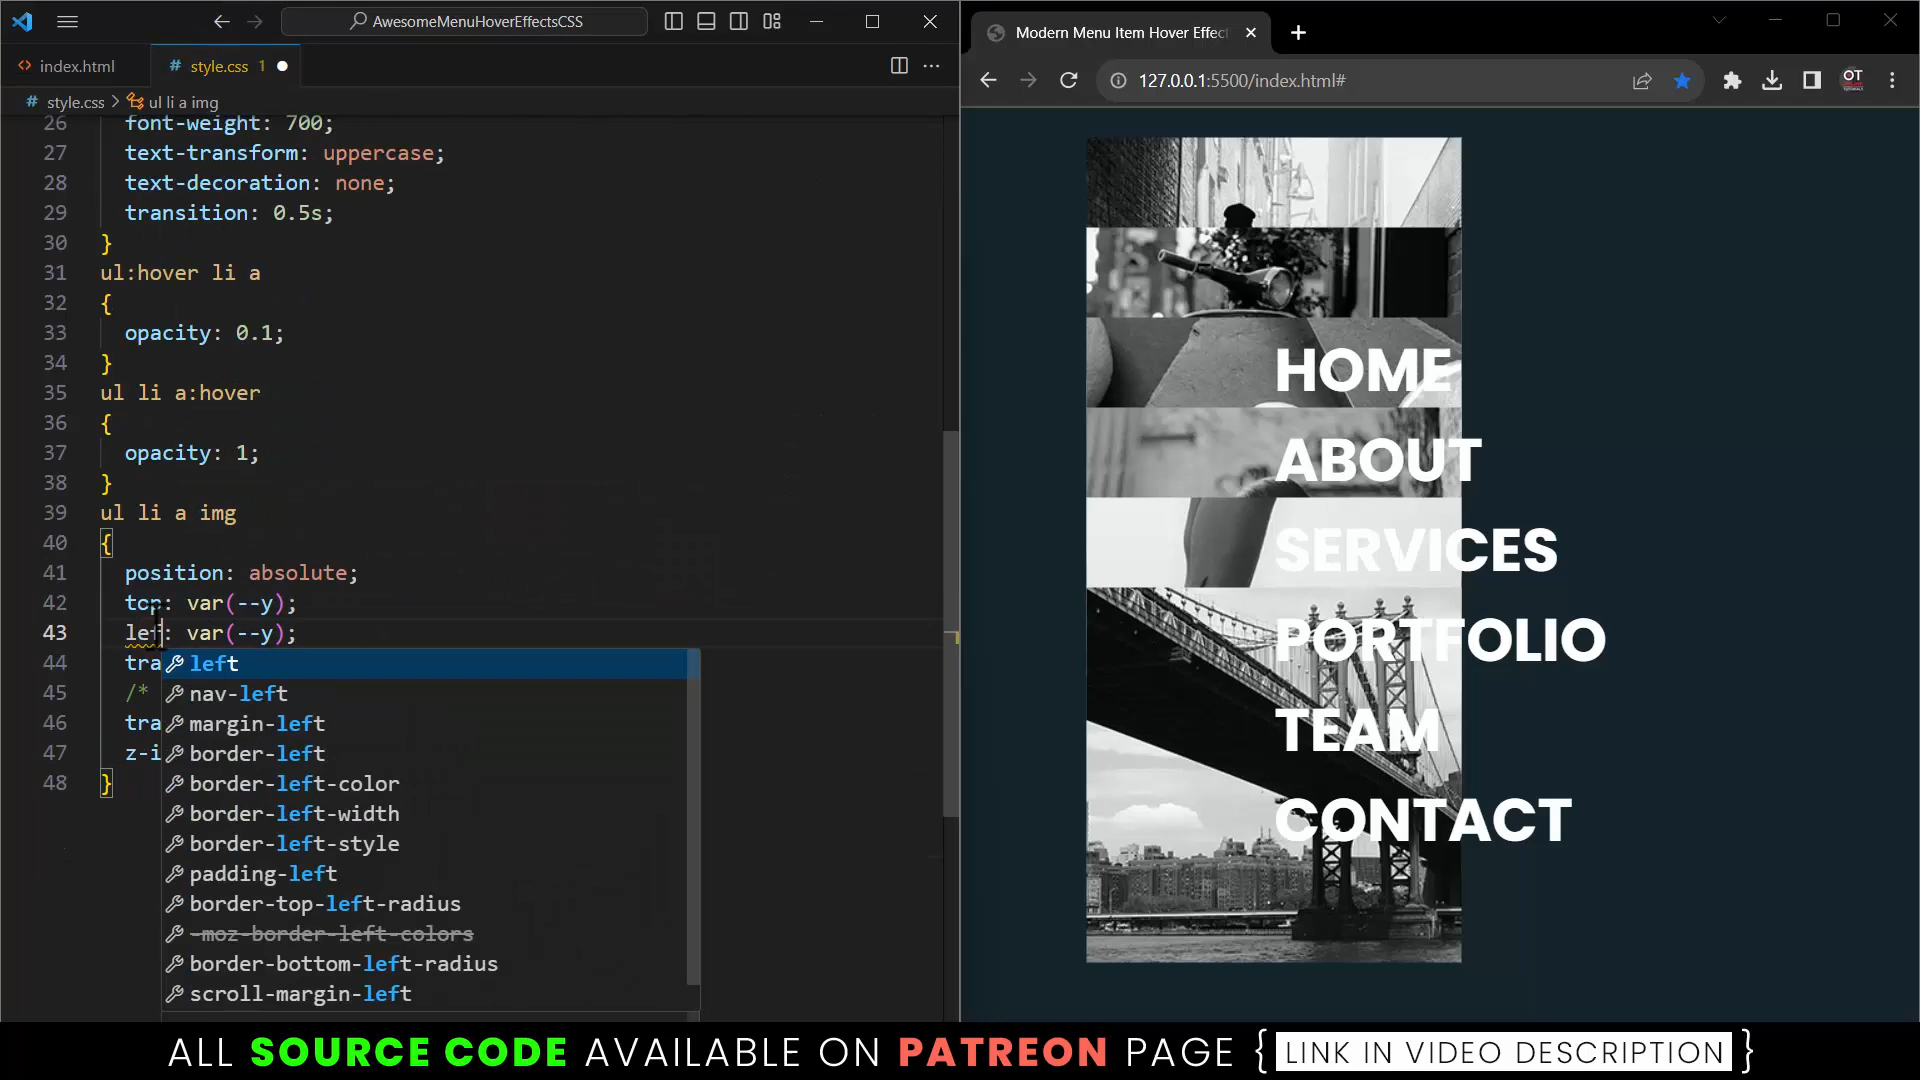 AwesomeMenuHoverEffectsCSS
index.html
# style.css 1
# style.css > ul li a img
26 font-weight: 700;
27 text-transform: uppercase;
28 text-decoration: none;
29 transition: 0.5s;
30 }
31 ul:hover li a
32 {
33 opacity: 0.1;
34 }
35 ul li a:hover
36 {
37 opacity: 1;
38 }
39 ul li a img
40 {
41 position: absolute;
42 top: var(--y);
43 lef: var(--y);
44 tra
45 /*
46 tra
47 z-i
48 }
left
nav-left
margin-left
border-left
border-left-color
border-left-width
border-left-style
padding-left
border-top-left-radius
-moz-border-left-colors
border-bottom-left-radius
scroll-margin-left
Modern Menu Item Hover Effec
127.0.0.1:5500/index.html#
OT
HOME
ABOUT
SERVICES
PORTFOLIO
TEAM
CONTACT
ALL SOURCE CODE AVAILABLE ON PATREON PAGE { LINK IN VIDEO DESCRIPTION }